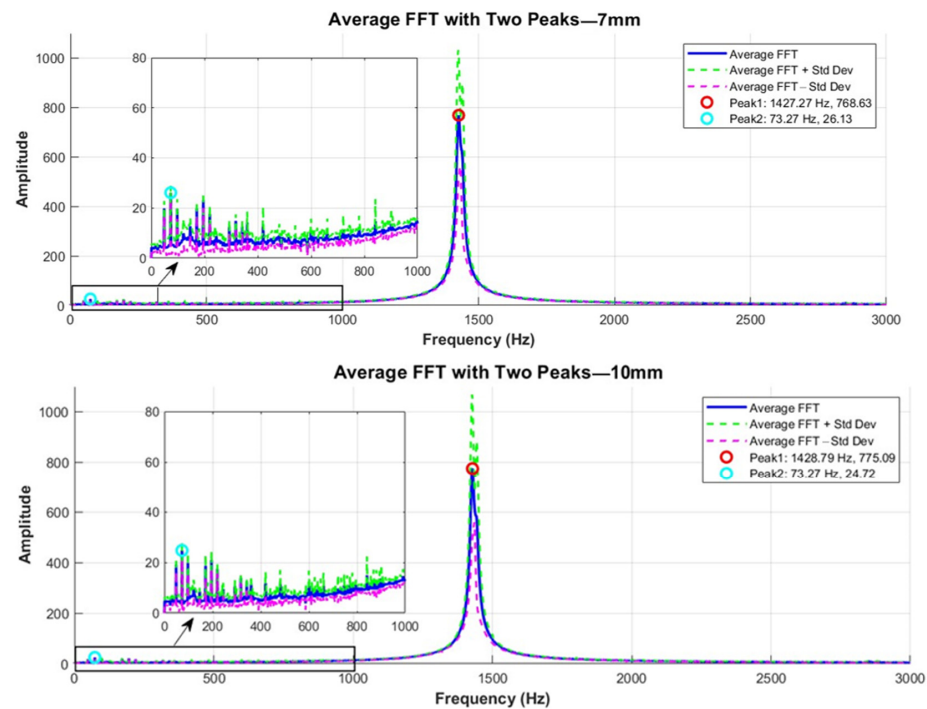 Average FFT with Two Peaks—7mm
Amplitude
1000
800
600
400
200
0
80
60
40
20
0
0 200 400 600 800 1000
Average FFT
Average FFT + Std Dev
Average FFT – Std Dev
Peak1: 1427.27 Hz, 768.63
Peak2: 73.27 Hz, 26.13
0 500 1000 1500 2000 2500 3000
Frequency (Hz)
Average FFT with Two Peaks—10mm
Amplitude
1000
800
600
400
200
0
80
60
40
20
0
0 200 400 600 800 1000
Average FFT
Average FFT + Std Dev
Average FFT – Std Dev
Peak1: 1428.79 Hz, 775.09
Peak2: 73.27 Hz, 24.72
0 500 1000 1500 2000 2500 3000
Frequency (Hz)